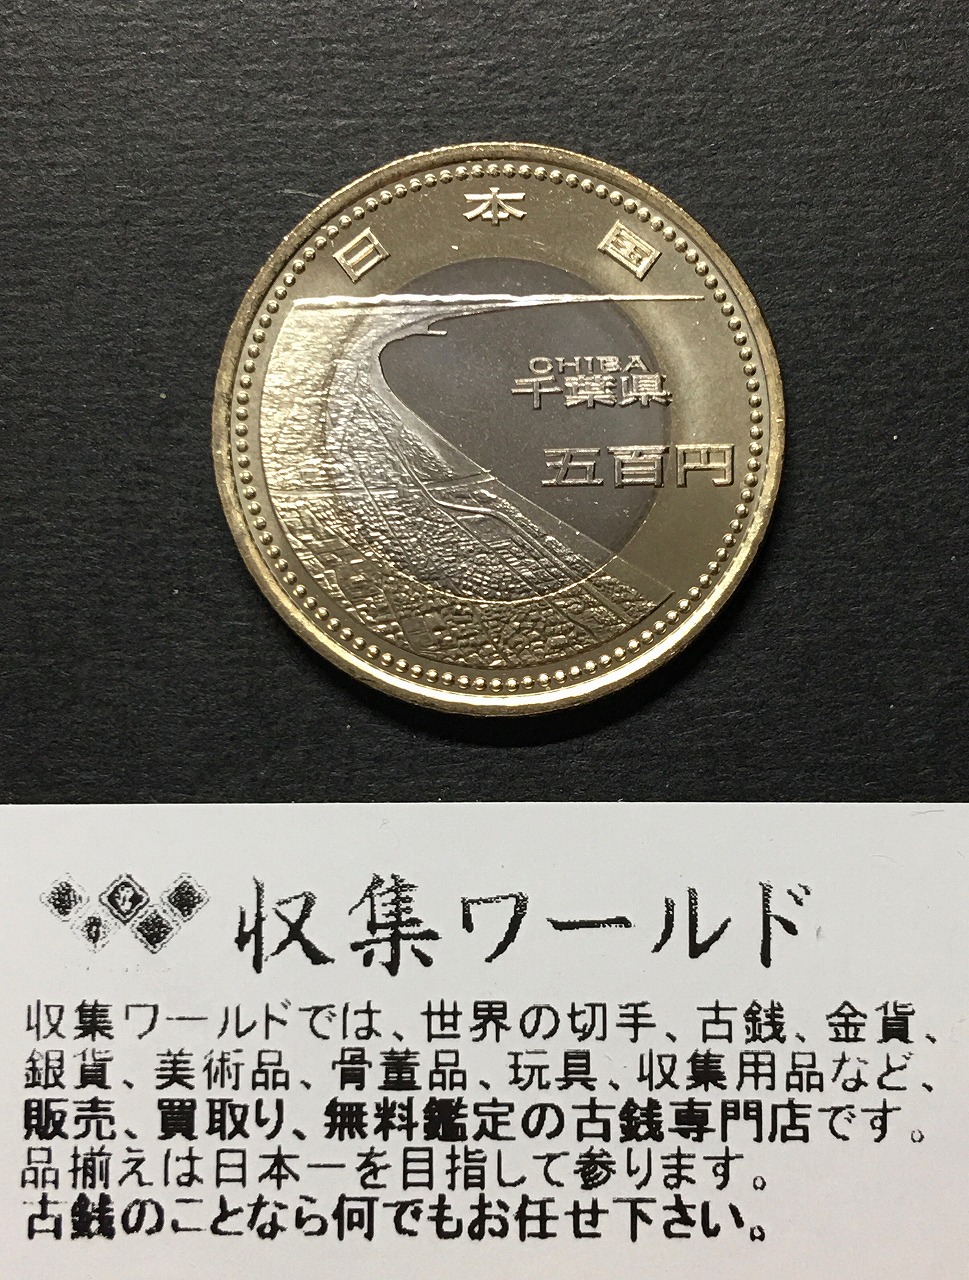 日本国
CHIBA
千葉県
五百円
収集ワールド
収集ワールドでは、世界の切手、古銭、金貨、
銀貨、美術品、骨董品、玩具、収集用品など、
販売、買取り、無料鑑定の古銭専門店です。
品揃えは日本一を目指して参ります。
古銭のことなら何でもお任せ下さい。